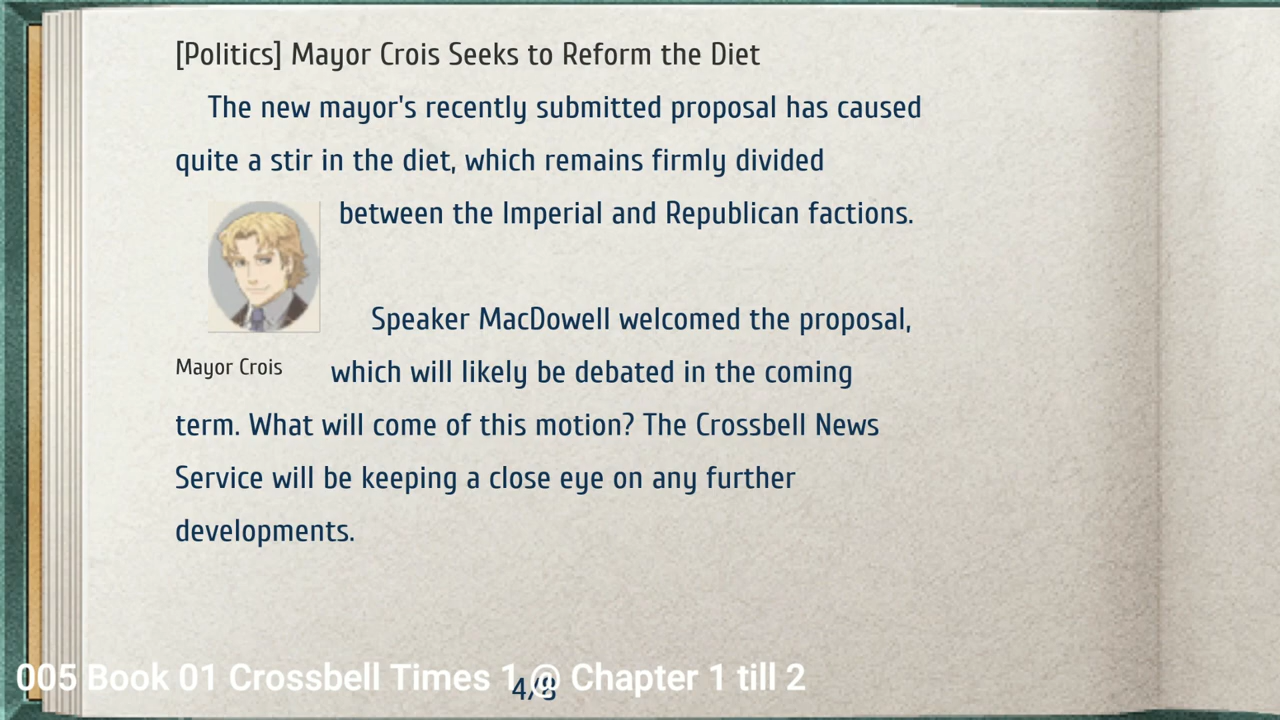 [Politics] Mayor Crois Seeks to Reform the Diet
The new mayor's recently submitted proposal has caused
quite a stir in the diet, which remains firmly divided
between the Imperial and Republican factions.
Speaker MacDowell welcomed the proposal,
Mayor Crois
which will likely be debated in the coming
term. What will come of this motion? The Crossbell News
Service will be keeping a close eye on any further
developments.
005 Book 01 Crossbell Times 1 @ Chapter 1 till 2
4/8